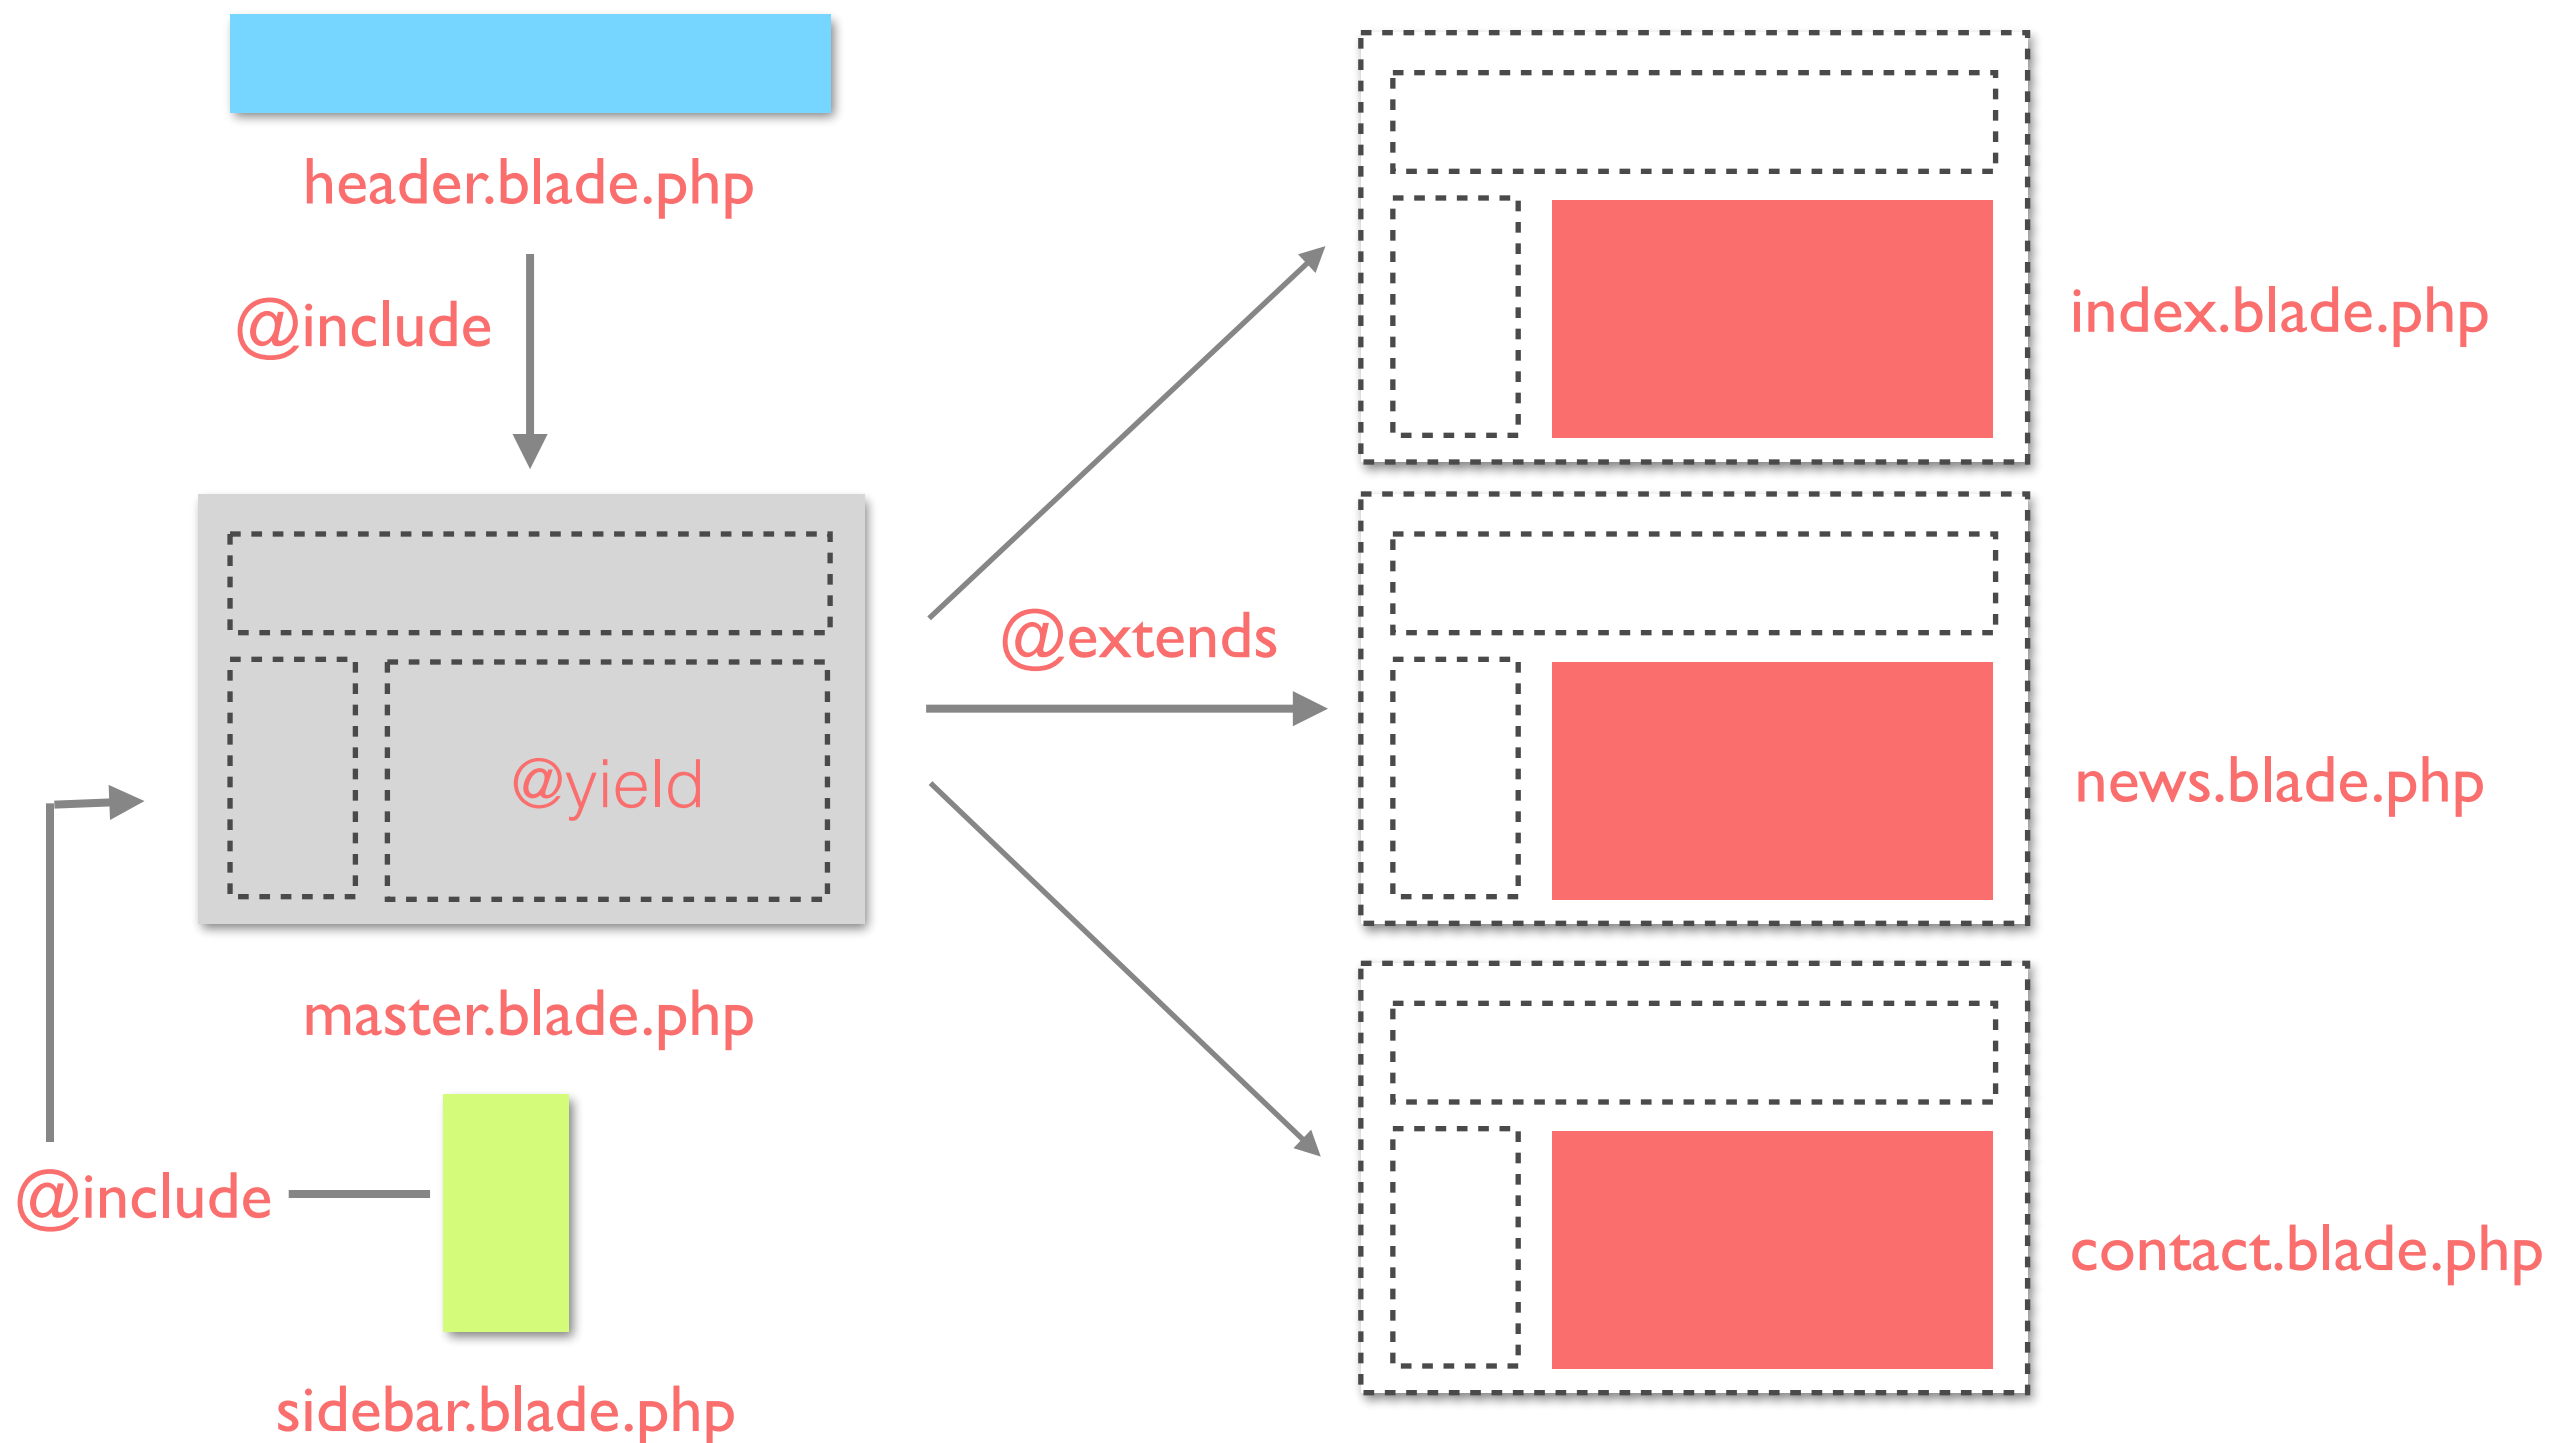 header.blade.php
@include
@yield
master.blade.php
@include
sidebar.blade.php
@extends
index.blade.php
news.blade.php
contact.blade.php